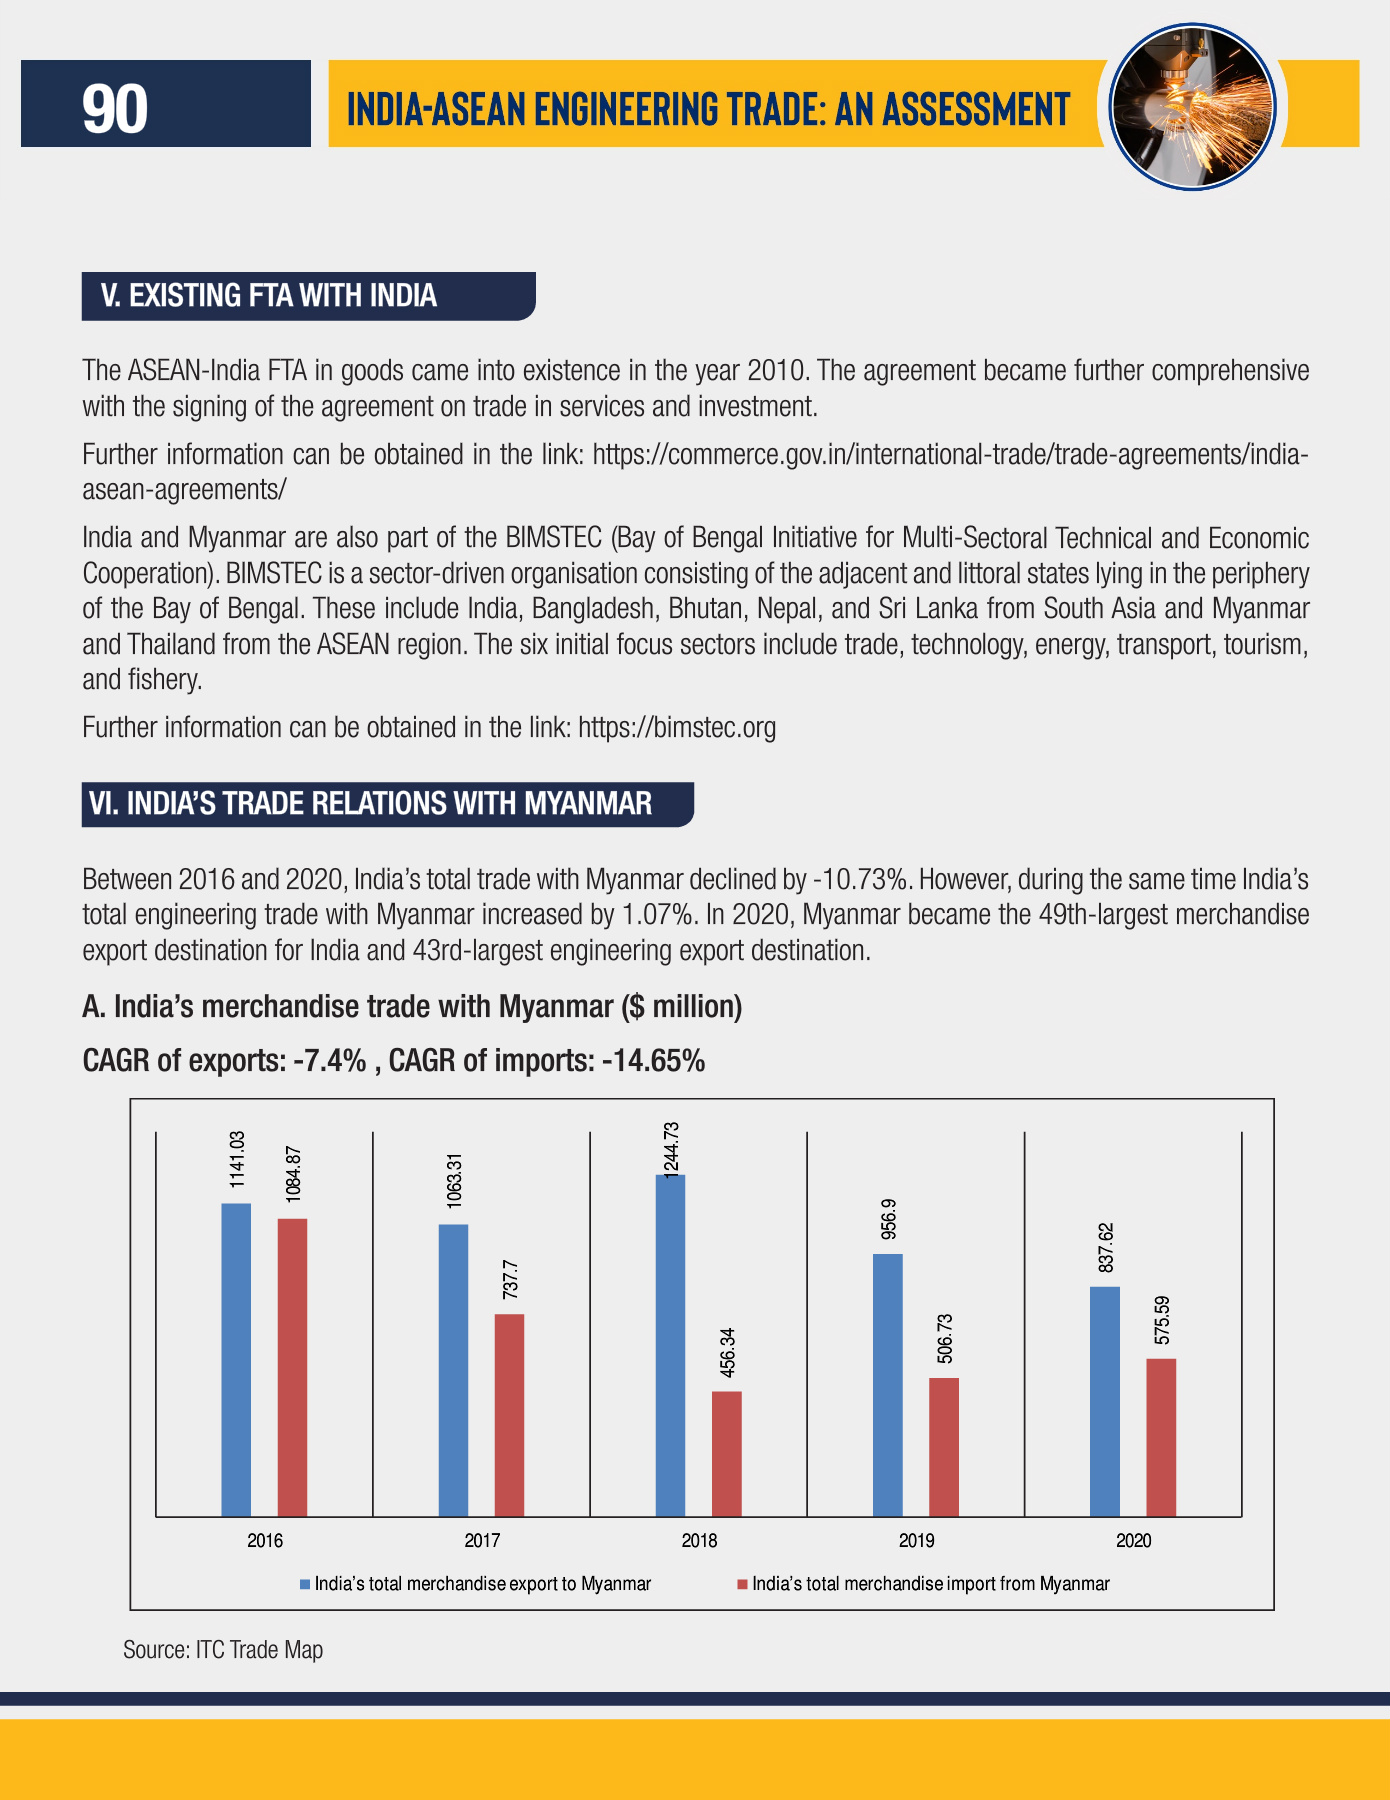 90
INDIA-ASEAN ENGINEERING TRADE: AN ASSESSMENT
V. EXISTING FTA WITH INDIA
The ASEAN-India FTA in goods came into existence in the year 2010. The agreement became further comprehensive
with the signing of the agreement on trade in services and investment.
Further information can be obtained in the link: https://commerce.gov.in/international-trade/trade-agreements/india-
asean-agreements/
India and Myanmar are also part of the BIMSTEC (Bay of Bengal Initiative for Multi-Sectoral Technical and Economic
Cooperation). BIMSTEC is a sector-driven organisation consisting of the adjacent and littoral states lying in the periphery
of the Bay of Bengal. These include India, Bangladesh, Bhutan, Nepal, and Sri Lanka from South Asia and Myanmar
and Thailand from the ASEAN region. The six initial focus sectors include trade, technology, energy, transport, tourism,
and fishery.
Further information can be obtained in the link: https://bimstec.org
VI. INDIA’S TRADE RELATIONS WITH MYANMAR
Between 2016 and 2020, India’s total trade with Myanmar declined by -10.73%. However, during the same time India’s
total engineering trade with Myanmar increased by 1.07%. In 2020, Myanmar became the 49th-largest merchandise
export destination for India and 43rd-largest engineering export destination.
A. India’s merchandise trade with Myanmar ($ million)
CAGR of exports: -7.4% , CAGR of imports: -14.65%
1141.03
1084.87
1063.31
737.7
1244.73
456.34
956.9
506.73
837.62
575.59
2016 2017 2018 2019 2020
India’s total merchandise export to Myanmar India’s total merchandise import from Myanmar
Source: ITC Trade Map